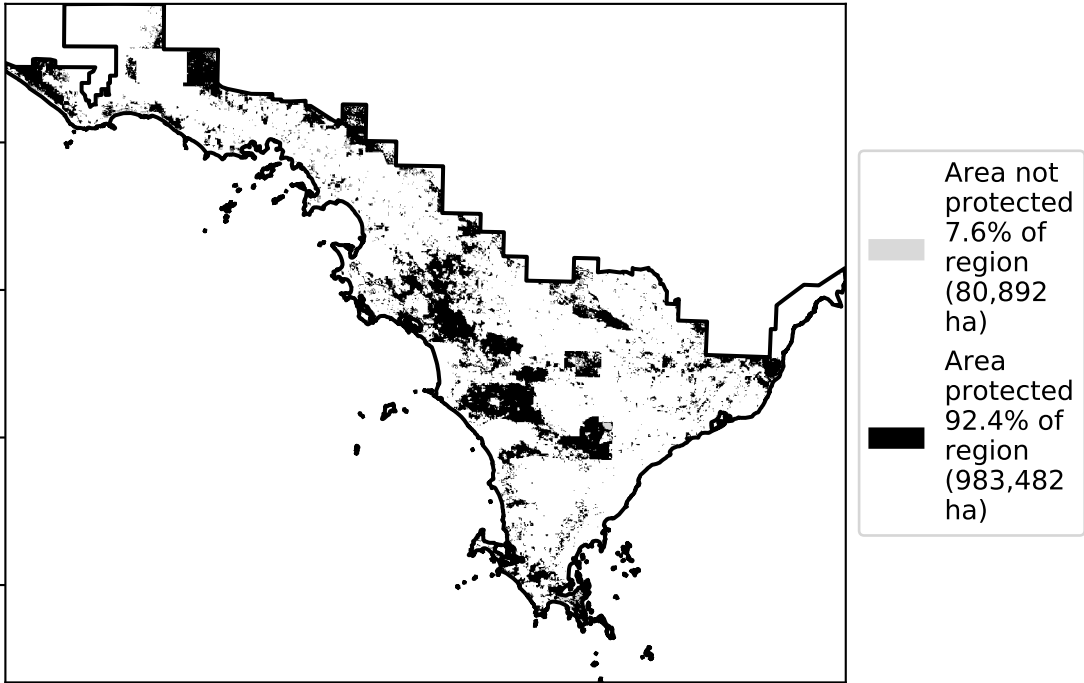 Area not
protected
7.6% of
region
(80,892
ha)
Area
protected
92.4% of
region
(983,482
ha)